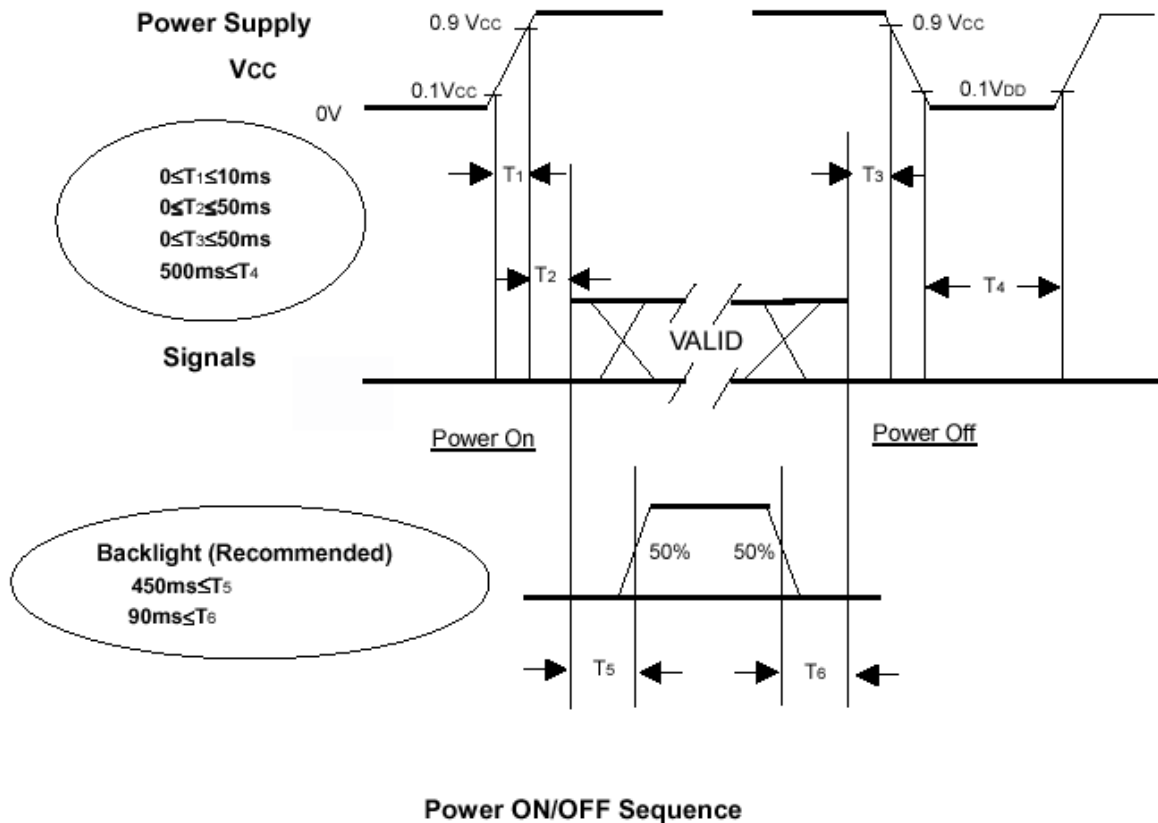 Power Supply
VCC
0.9 VCC
0.9 VCC
0.1VCC
0.1VDD
0V
0≤T1≤10ms
0≤T2≤50ms
0≤T3≤50ms
500ms≤T4
T1
T3
T2
T4
VALID
Signals
Power On
Power Off
Backlight (Recommended)
450ms≤T5
90ms≤T6
50%
50%
T5
T6
Power ON/OFF Sequence